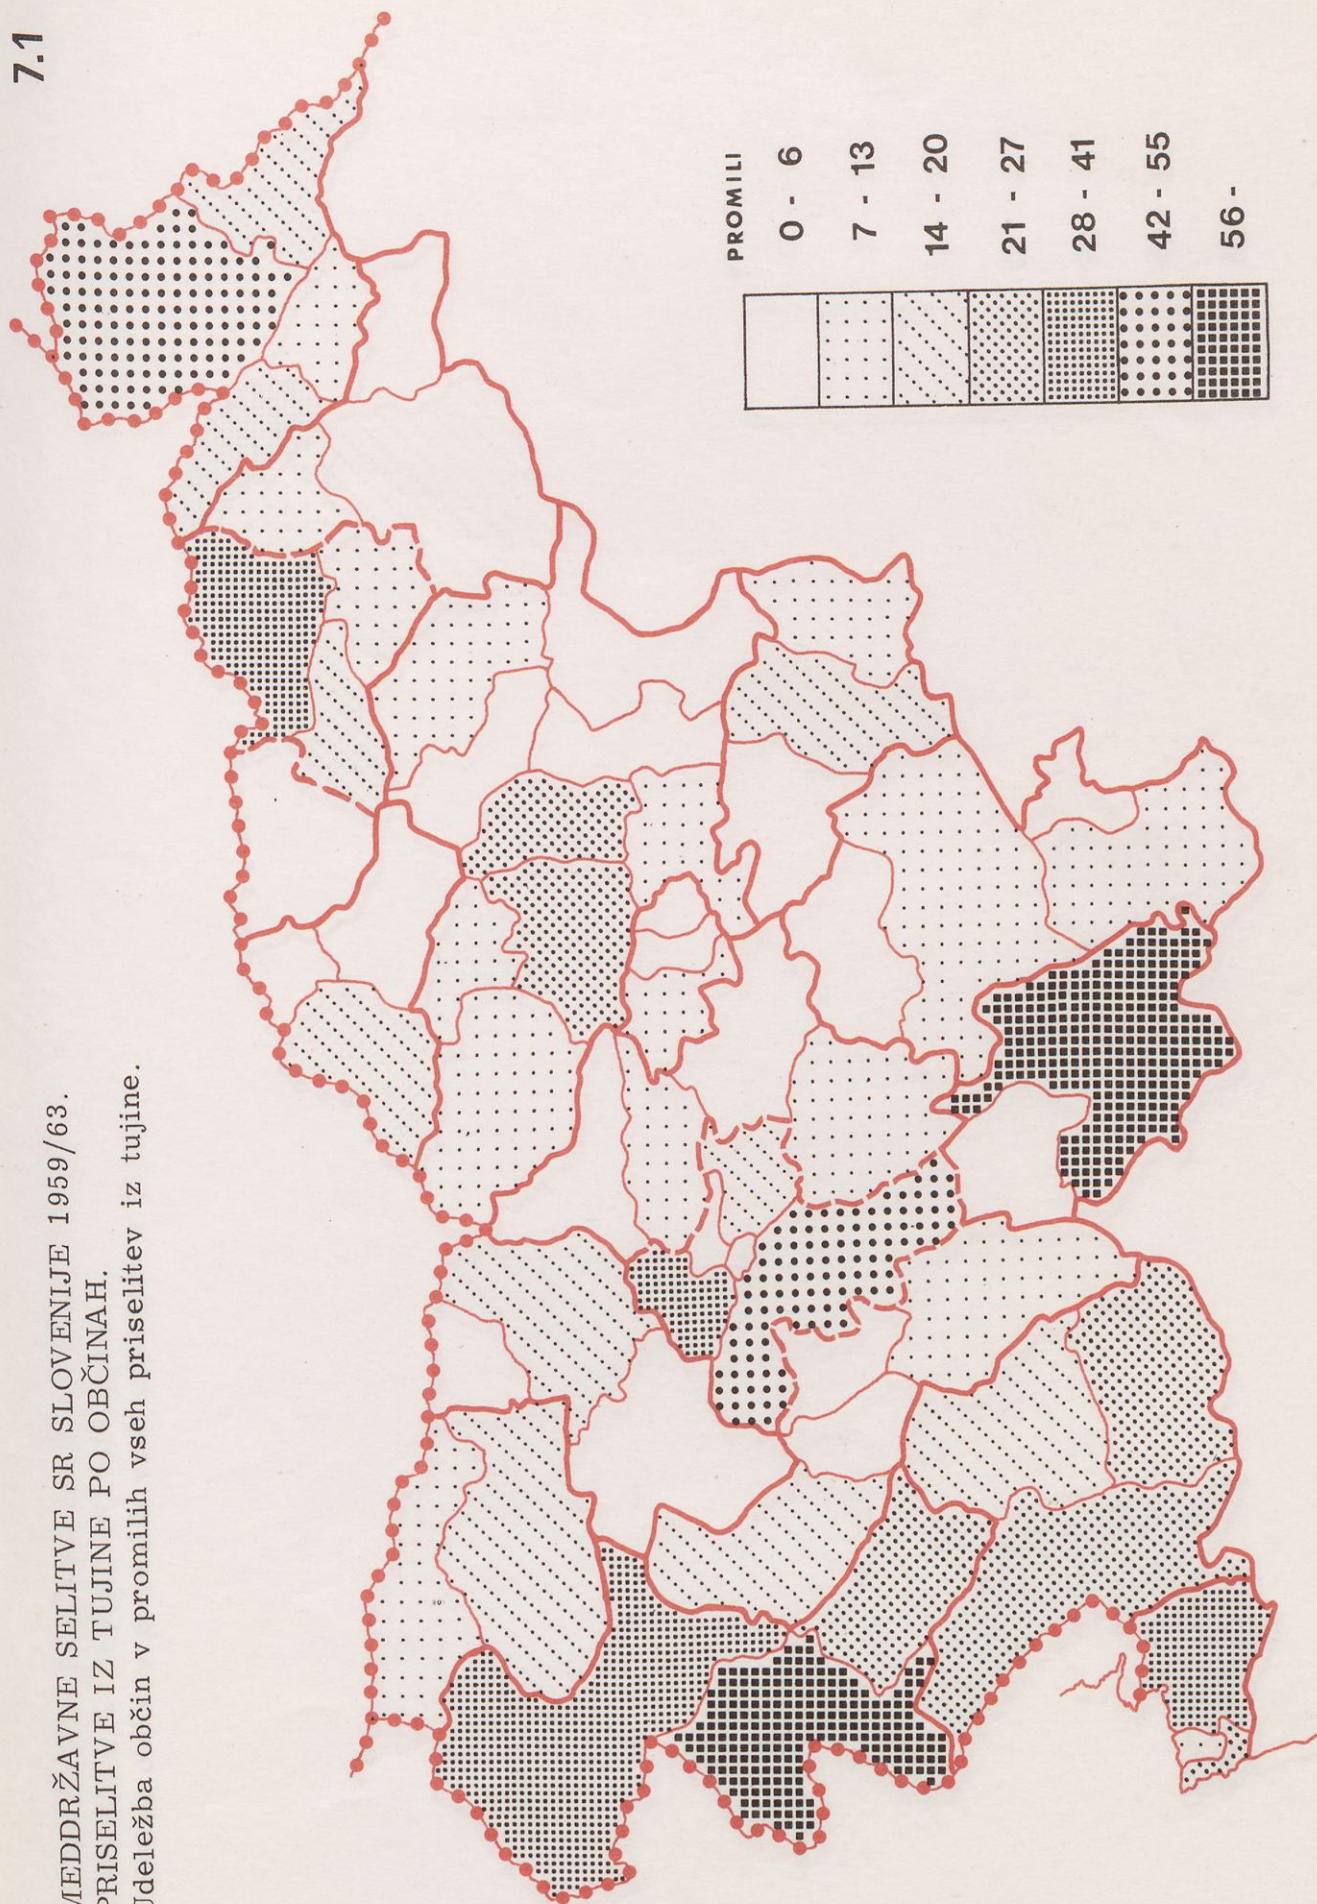 7.1
MEDDRŽAVNE SELITVE SR SLOVENIJE 1959/63.
PRISELITVE IZ TUJINE PO OBČINAH.
Udeležba občin v promilih vseh priselitev iz tujine.
PROMILI
0 - 6
7 - 13
14 - 20
21 - 27
28 - 41
42 - 55
56 -